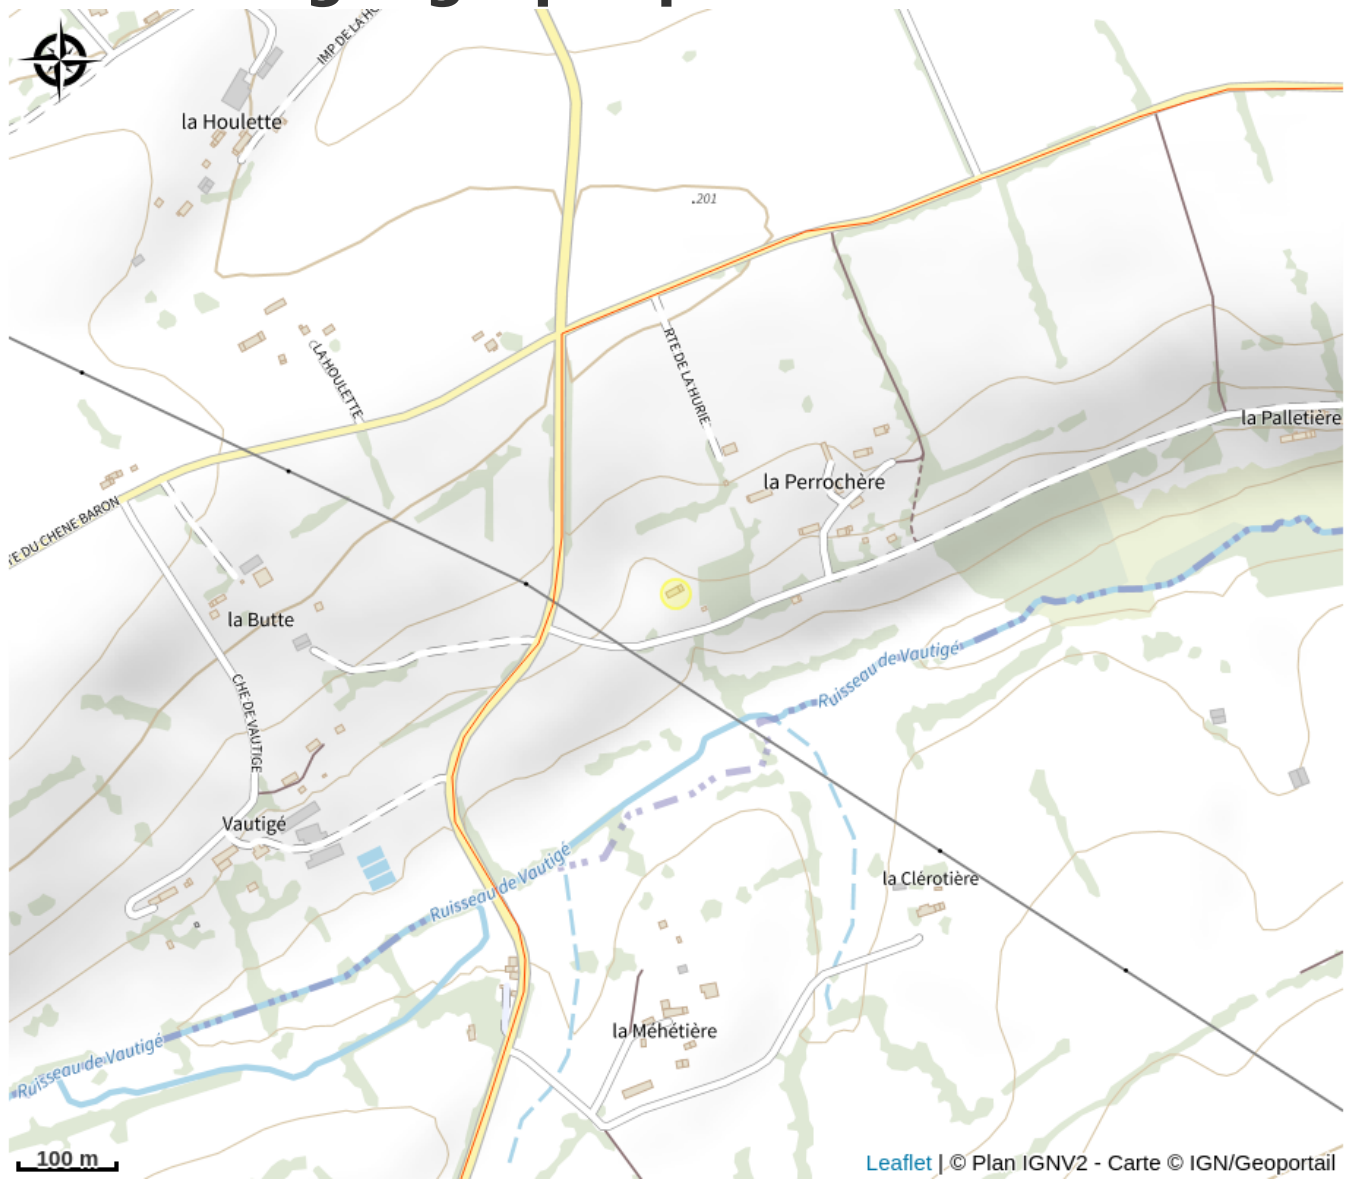 IMP DE LA HO
la Houlette
.201
LA HOULETTE
RTE DE LA HURIE
la Palletière
la Perrochère
TE DU CHENE BARON
la Butte
Ruisseau de Vautigé
CHE DE VAUTIGE
Vautigé
Ruisseau de Vautigé
la Clérotière
la Méhétière
Ruisseau de Vautigé
100 m
Leaflet | © Plan IGNV2 - Carte © IGN/Geoportail